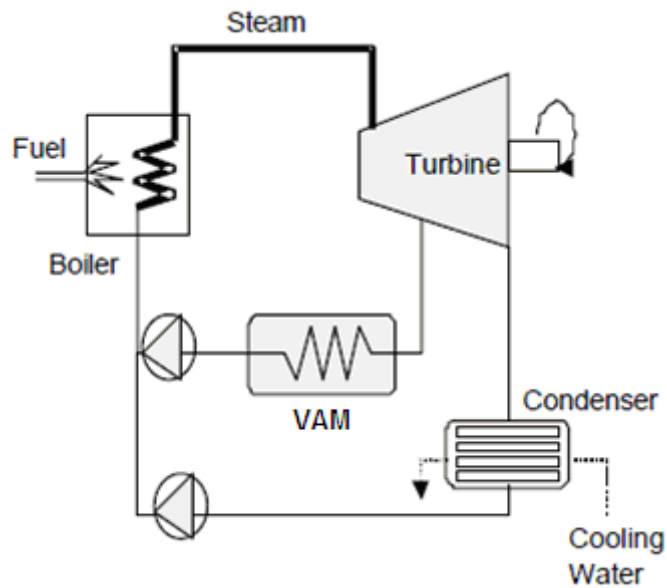 Steam
Fuel
Turbine
Boiler
VAM
Condenser
Cooling
Water